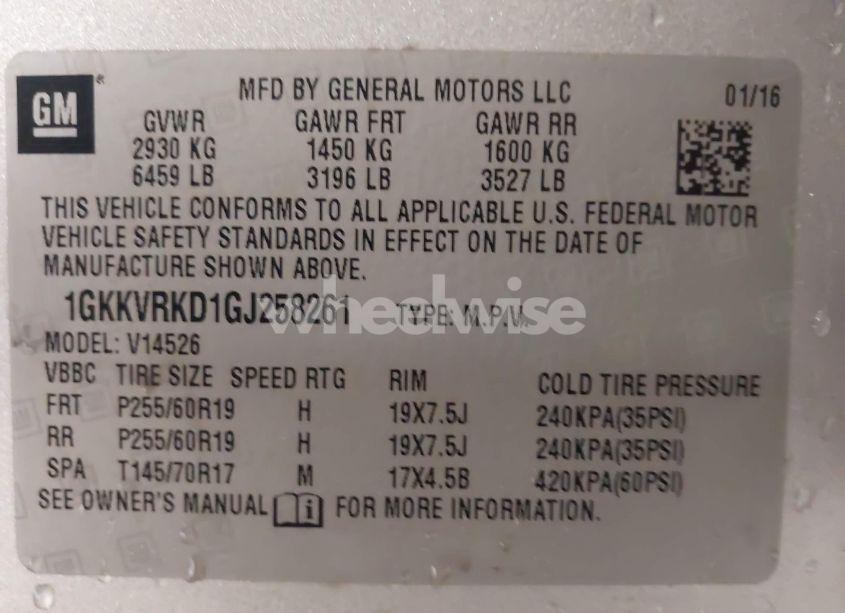 GM
MFD BY GENERAL MOTORS LLC 01/16
GVWR GAWR FRT GAWR RR
2930 KG 1450 KG 1600 KG
6459 LB 3196 LB 3527 LB
THIS VEHICLE CONFORMS TO ALL APPLICABLE U.S. FEDERAL MOTOR
VEHICLE SAFETY STANDARDS IN EFFECT ON THE DATE OF
MANUFACTURE SHOWN ABOVE.
1GKKVRKD1GJ258261 TYPE: M.P.V.
wheelwise
MODEL: V14526
VBBC TIRE SIZE SPEED RTG RIM COLD TIRE PRESSURE
FRT P255/60R19 H 19X7.5J 240KPA(35PSI)
RR P255/60R19 H 19X7.5J 240KPA(35PSI)
SPA T145/70R17 M 17X4.5B 420KPA(60PSI)
SEE OWNER'S MANUAL i FOR MORE INFORMATION.